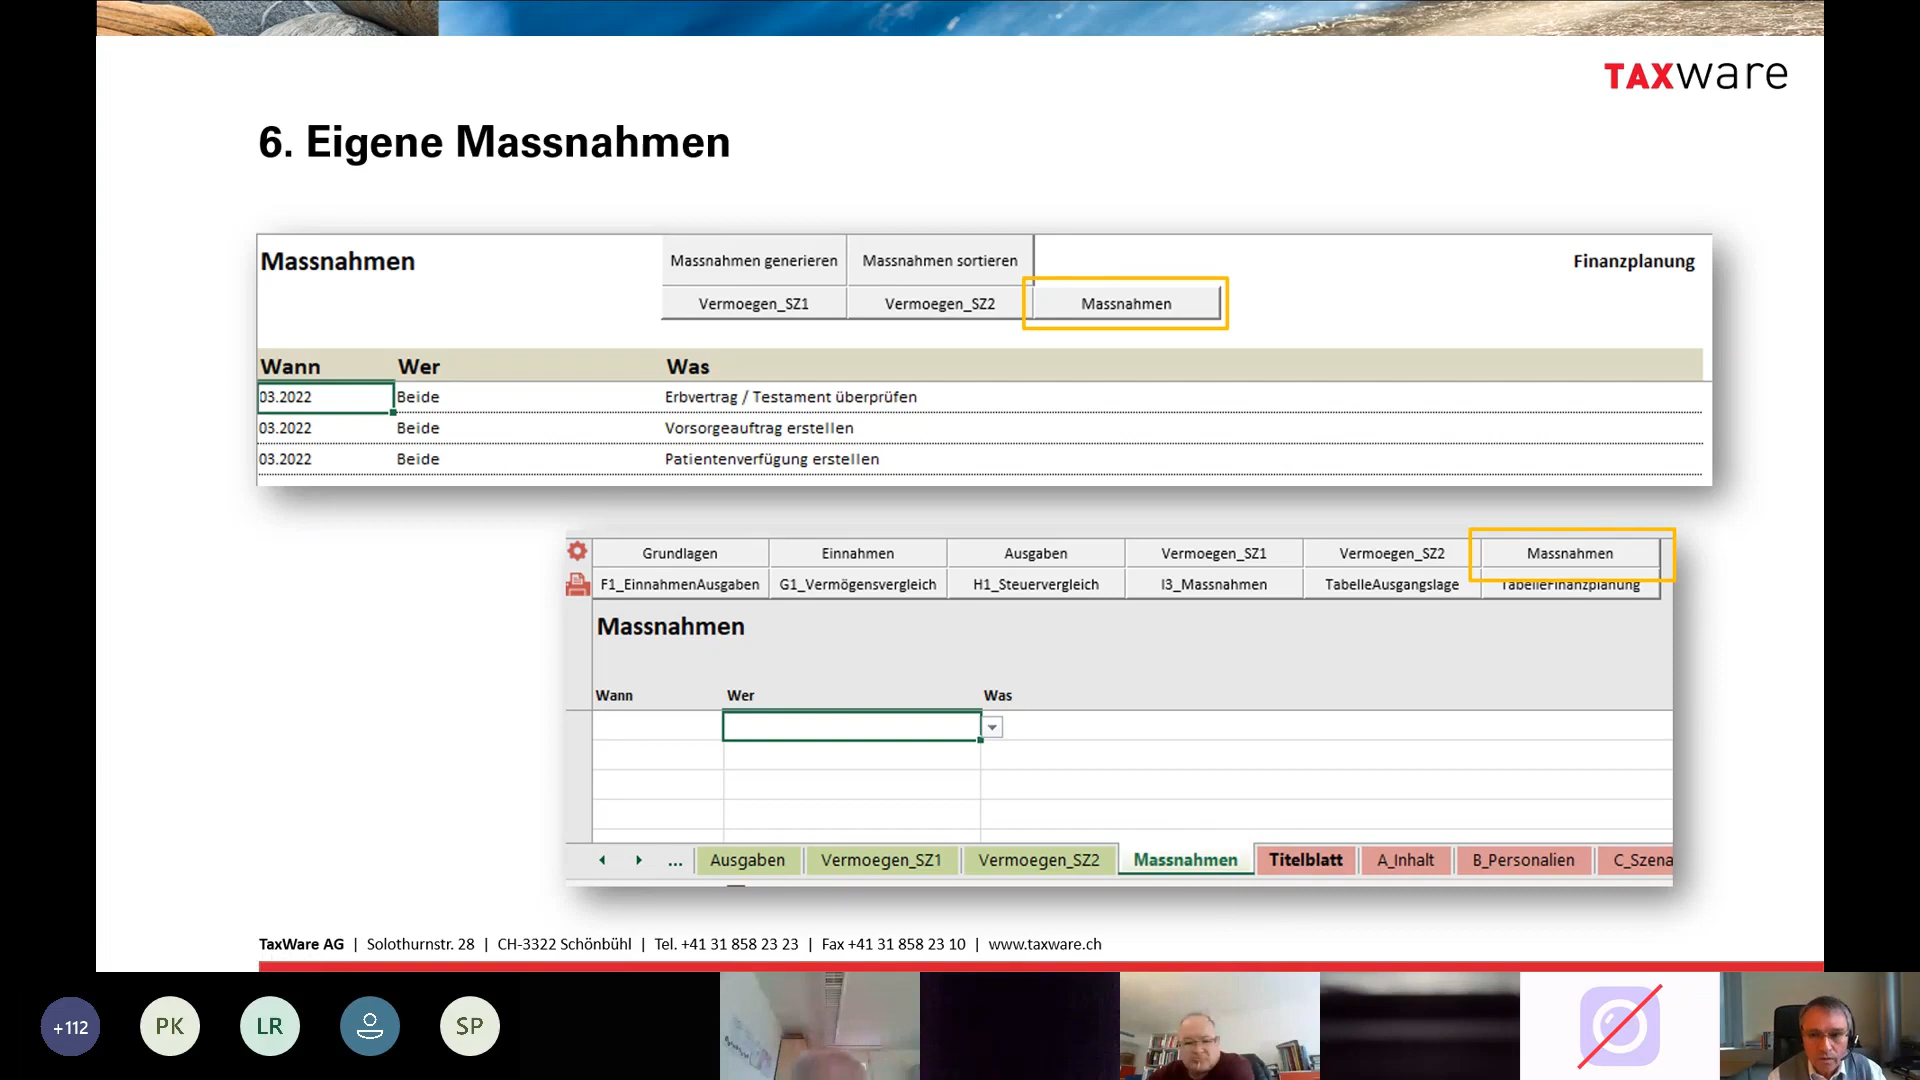 TAXware
6. Eigene Massnahmen
Massnahmen
Massnahmen generieren Massnahmen sortieren
Finanzplanung
Vermoegen_SZ1 Vermoegen_SZ2 Massnahmen
Wann Wer Was
03.2022 Beide Erbvertrag / Testament überprüfen
03.2022 Beide Vorsorgeauftrag erstellen
03.2022 Beide Patientenverfügung erstellen
Grundlagen Einnahmen Ausgaben Vermoegen_SZ1 Vermoegen_SZ2 Massnahmen
F1_EinnahmenAusgaben G1_Vermögensvergleich H1_Steuervergleich I3_Massnahmen TabelleAusgangslage TabelleFinanzplanung
Massnahmen
Wann Wer Was
... Ausgaben Vermoegen_SZ1 Vermoegen_SZ2 Massnahmen Titelblatt A_Inhalt B_Personalien C_Szena
TaxWare AG | Solothurnstr. 28 | CH-3322 Schönbühl | Tel. +41 31 858 23 23 | Fax +41 31 858 23 10 | www.taxware.ch
+112 PK LR SP